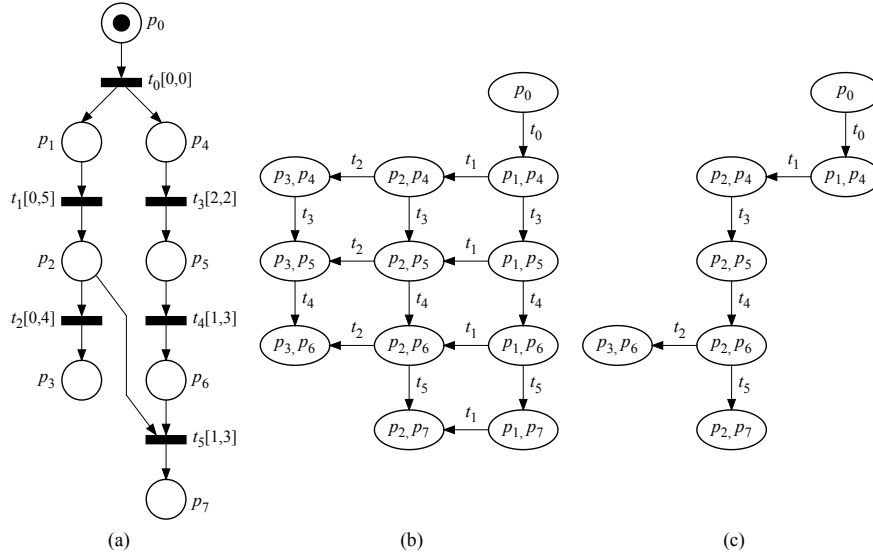 p0
t0[0,0]
p1 p4
t1[0,5] t3[2,2]
p2 p5
t2[0,4] t4[1,3]
p3 p6
t5[1,3]
p7
(a)
p0
t0
p3, p4 t2 p2, p4 t1 p1, p4
t3 t3 t3
p3, p5 t2 p2, p5 t1 p1, p5
t4 t4 t4
p3, p6 t2 p2, p6 t1 p1, p6
t5 t5
p2, p7 t1 p1, p7
(b)
p0
t0
p2, p4 t1 p1, p4
t3
p2, p5
t4
p3, p6 t2 p2, p6
t5
p2, p7
(c)